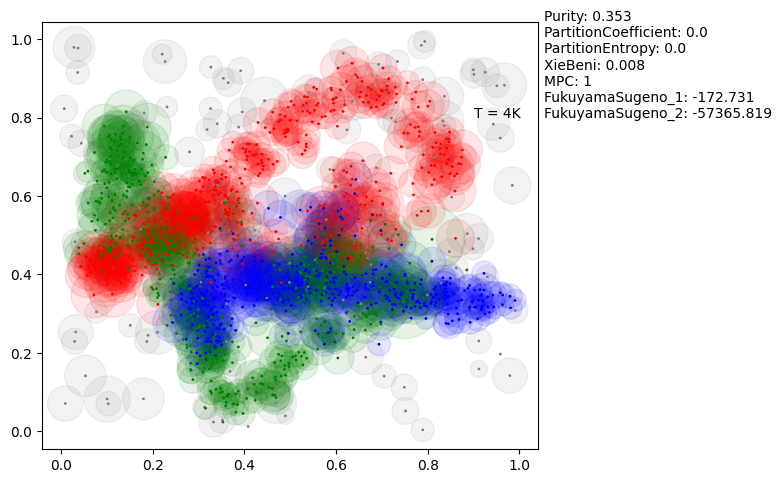 Purity: 0.353
PartitionCoefficient: 0.0
PartitionEntropy: 0.0
XieBeni: 0.008
MPC: 1
FukuyamaSugeno_1: -172.731
FukuyamaSugeno_2: -57365.819
T = 4K
1.0
0.8
0.6
0.4
0.2
0.0
0.0 0.2 0.4 0.6 0.8 1.0